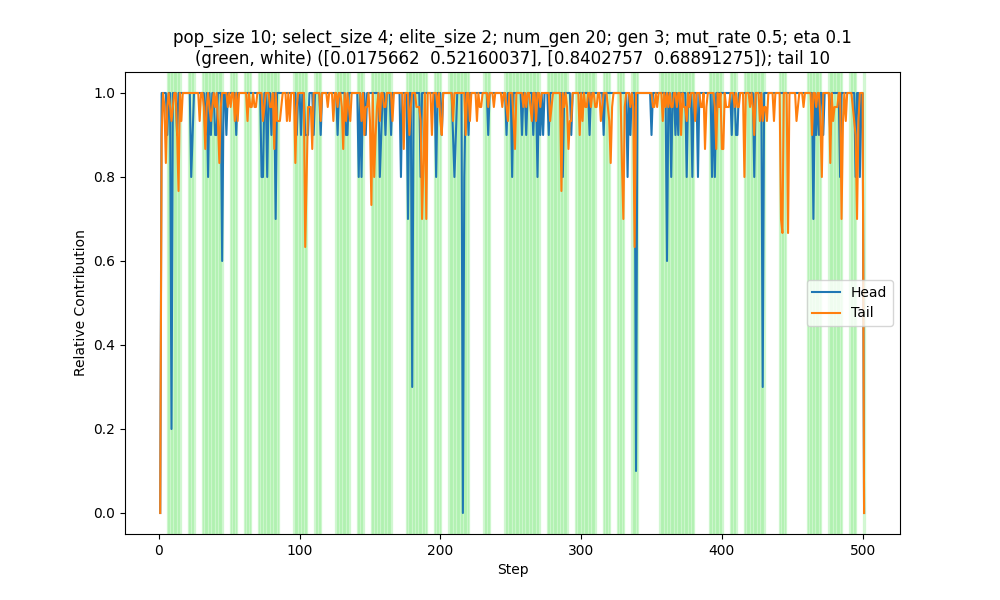 pop_size 10; select_size 4; elite_size 2; num_gen 20; gen 3; mut_rate 0.5; eta 0.1
(green, white) ([0.0175662  0.52160037], [0.8402757  0.68891275]); tail 10
1.0
0.8
0.6
0.4
0.2
0.0
Relative Contribution
Head
Tail
0
100
200
300
400
500
Step